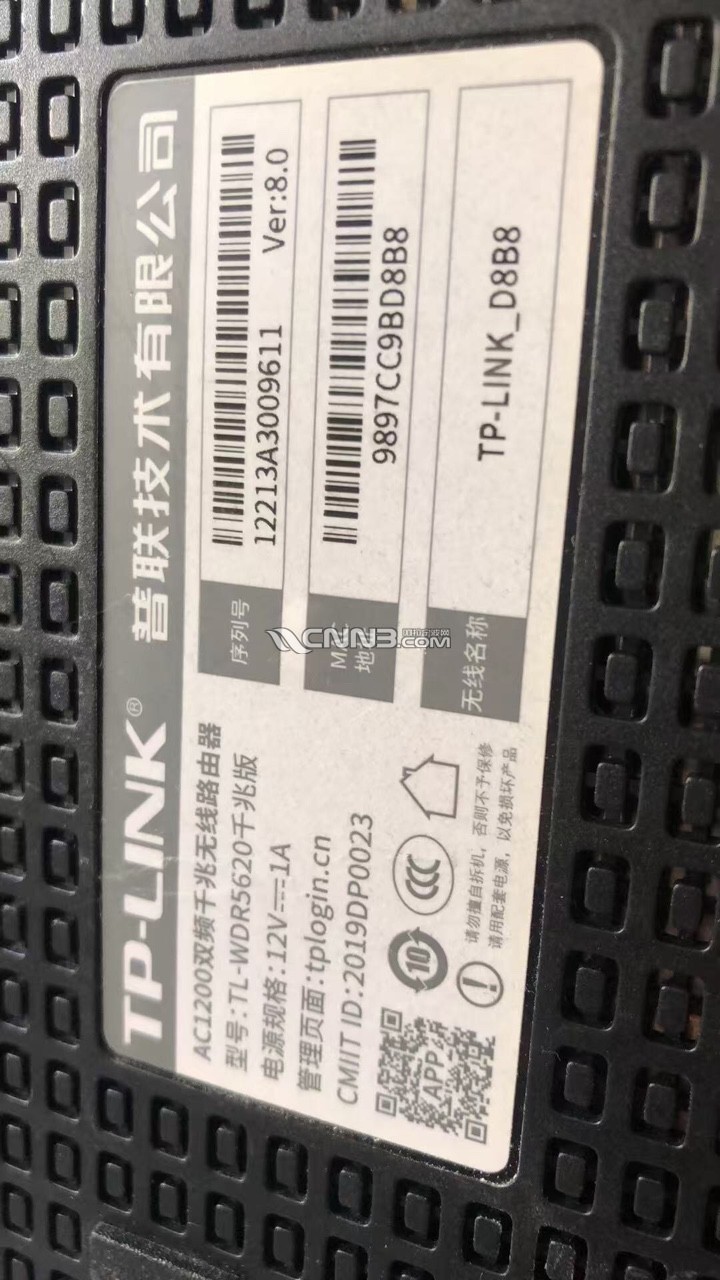 TP-LINK® 普联技术有限公司
AC1200双频千兆无线路由器
型号:TL-WDR5620千兆版
电源规格:12V⎓1A
管理页面:tplogin.cn
CMIIT ID:2019DP0023
10
CCC
APP
请勿擅自拆机，否则不予保修
请用配套电源，以免损坏产品
序列号
12213A3009611 Ver:8.0
地
9897CC9BD8B8
无线名称
TP-LINK_D8B8
CNN3.com